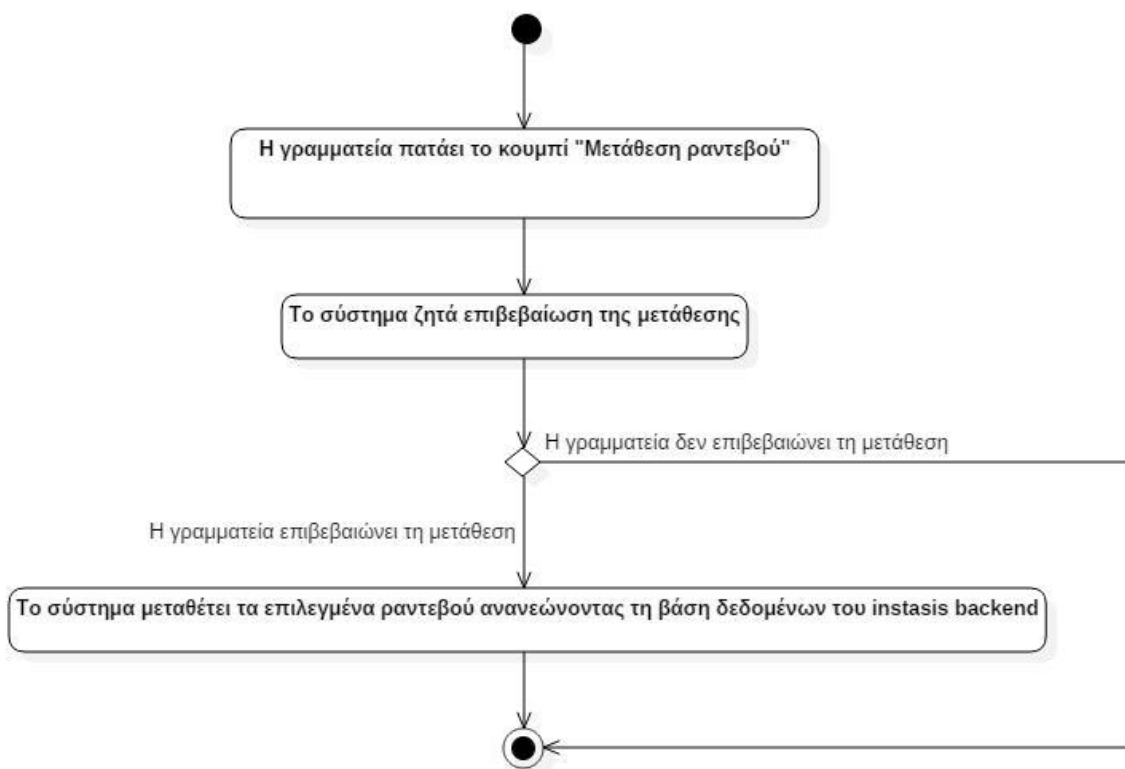 Η γραμματεία πατάει το κουμπί "Μετάθεση ραντεβού"
Το σύστημα ζητά επιβεβαίωση της μετάθεσης
Η γραμματεία δεν επιβεβαιώνει τη μετάθεση
Η γραμματεία επιβεβαιώνει τη μετάθεση
Το σύστημα μεταθέτει τα επιλεγμένα ραντεβού ανανεώνοντας τη βάση δεδομένων του instasis backend